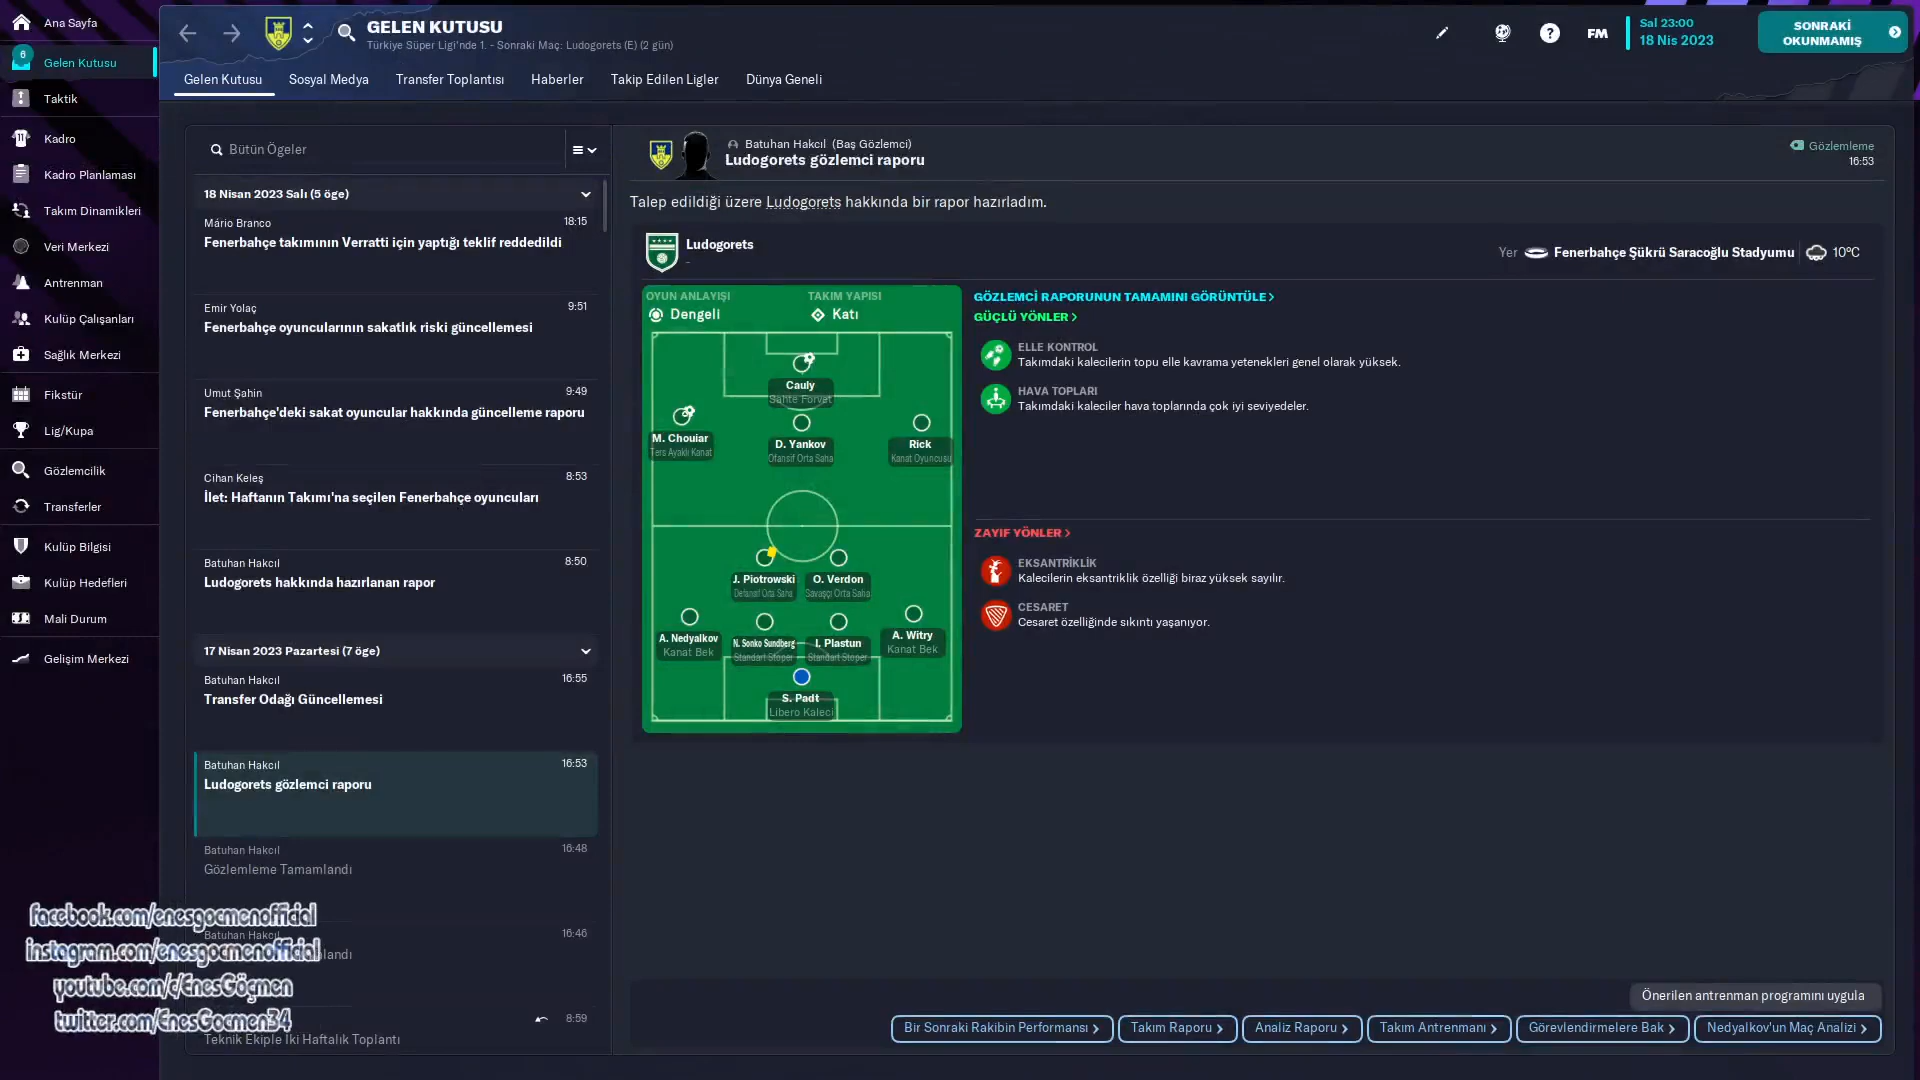 Ana Sayfa
6
Gelen Kutusu
Taktik
Kadro
Kadro Planlaması
Takım Dinamikleri
Veri Merkezi
Antrenman
Kulüp Çalışanları
Sağlık Merkezi
Fikstür
Lig/Kupa
Gözlemcilik
Transferler
Kulüp Bilgisi
Kulüp Hedefleri
Mali Durum
Gelişim Merkezi
GELEN KUTUSU
Türkiye Süper Ligi'nde 1. - Sonraki Maç: Ludogorets (E) (2 gün)
FM
Sal 23:00
18 Nis 2023
SONRAKİ
OKUNMAMIŞ
Gelen Kutusu
Sosyal Medya
Transfer Toplantısı
Haberler
Takip Edilen Ligler
Dünya Geneli
Bütün Ögeler
18 Nisan 2023 Salı (5 öge)
Mário Branco
18:15
Fenerbahçe takımının Verratti için yaptığı teklif reddedildi
Emir Yolaç
9:51
Fenerbahçe oyuncularının sakatlık riski güncellemesi
Umut Şahin
9:49
Fenerbahçe'deki sakat oyuncular hakkında güncelleme raporu
Cihan Keleş
8:53
İlet: Haftanın Takımı'na seçilen Fenerbahçe oyuncuları
Batuhan Hakcıl
8:50
Ludogorets hakkında hazırlanan rapor
17 Nisan 2023 Pazartesi (7 öge)
Batuhan Hakcıl
16:55
Transfer Odağı Güncellemesi
Batuhan Hakcıl
16:53
Ludogorets gözlemci raporu
Batuhan Hakcıl
16:48
Gözlemleme Tamamlandı
Batuhan Hakcıl
16:46
8:59
Teknik Ekiple İki Haftalık Toplantı
facebook.com/enesgocmenofficial
instagram.com/enesgocmenofficial
youtube.com/c/EnesGöçmen
twitter.com/EnesGocmen34
Batuhan Hakcıl (Baş Gözlemci)
Ludogorets gözlemci raporu
Gözlemleme
16:53
Talep edildiği üzere Ludogorets hakkında bir rapor hazırladım.
Ludogorets
-
Yer
Fenerbahçe Şükrü Saracoğlu Stadyumu
10°C
OYUN ANLAYIŞI
TAKIM YAPISI
Dengeli
Katı
Cauly
Sahte Forvet
M. Chouiar
Ters Ayaklı Kanat
D. Yankov
Ofansif Orta Saha
Rick
Kanat Oyuncusu
J. Piotrowski
Defansif Orta Saha
O. Verdon
Savaşçı Orta Saha
A. Nedyalkov
Kanat Bek
N. Sonko Sundberg
Standart Stoper
I. Plastun
Standart Stoper
A. Witry
Kanat Bek
S. Padt
Libero Kaleci
GÖZLEMCİ RAPORUNUN TAMAMINI GÖRÜNTÜLE
GÜÇLÜ YÖNLER
ELLE KONTROL
Takımdaki kalecilerin topu elle kavrama yetenekleri genel olarak yüksek.
HAVA TOPLARI
Takımdaki kaleciler hava toplarında çok iyi seviyedeler.
ZAYIF YÖNLER
EKSANTRİKLİK
Kalecilerin eksantriklik özelliği biraz yüksek sayılır.
CESARET
Cesaret özelliğinde sıkıntı yaşanıyor.
Önerilen antrenman programını uygula
Bir Sonraki Rakibin Performansı
Takım Raporu
Analiz Raporu
Takım Antrenmanı
Görevlendirmelere Bak
Nedyalkov'un Maç Analizi